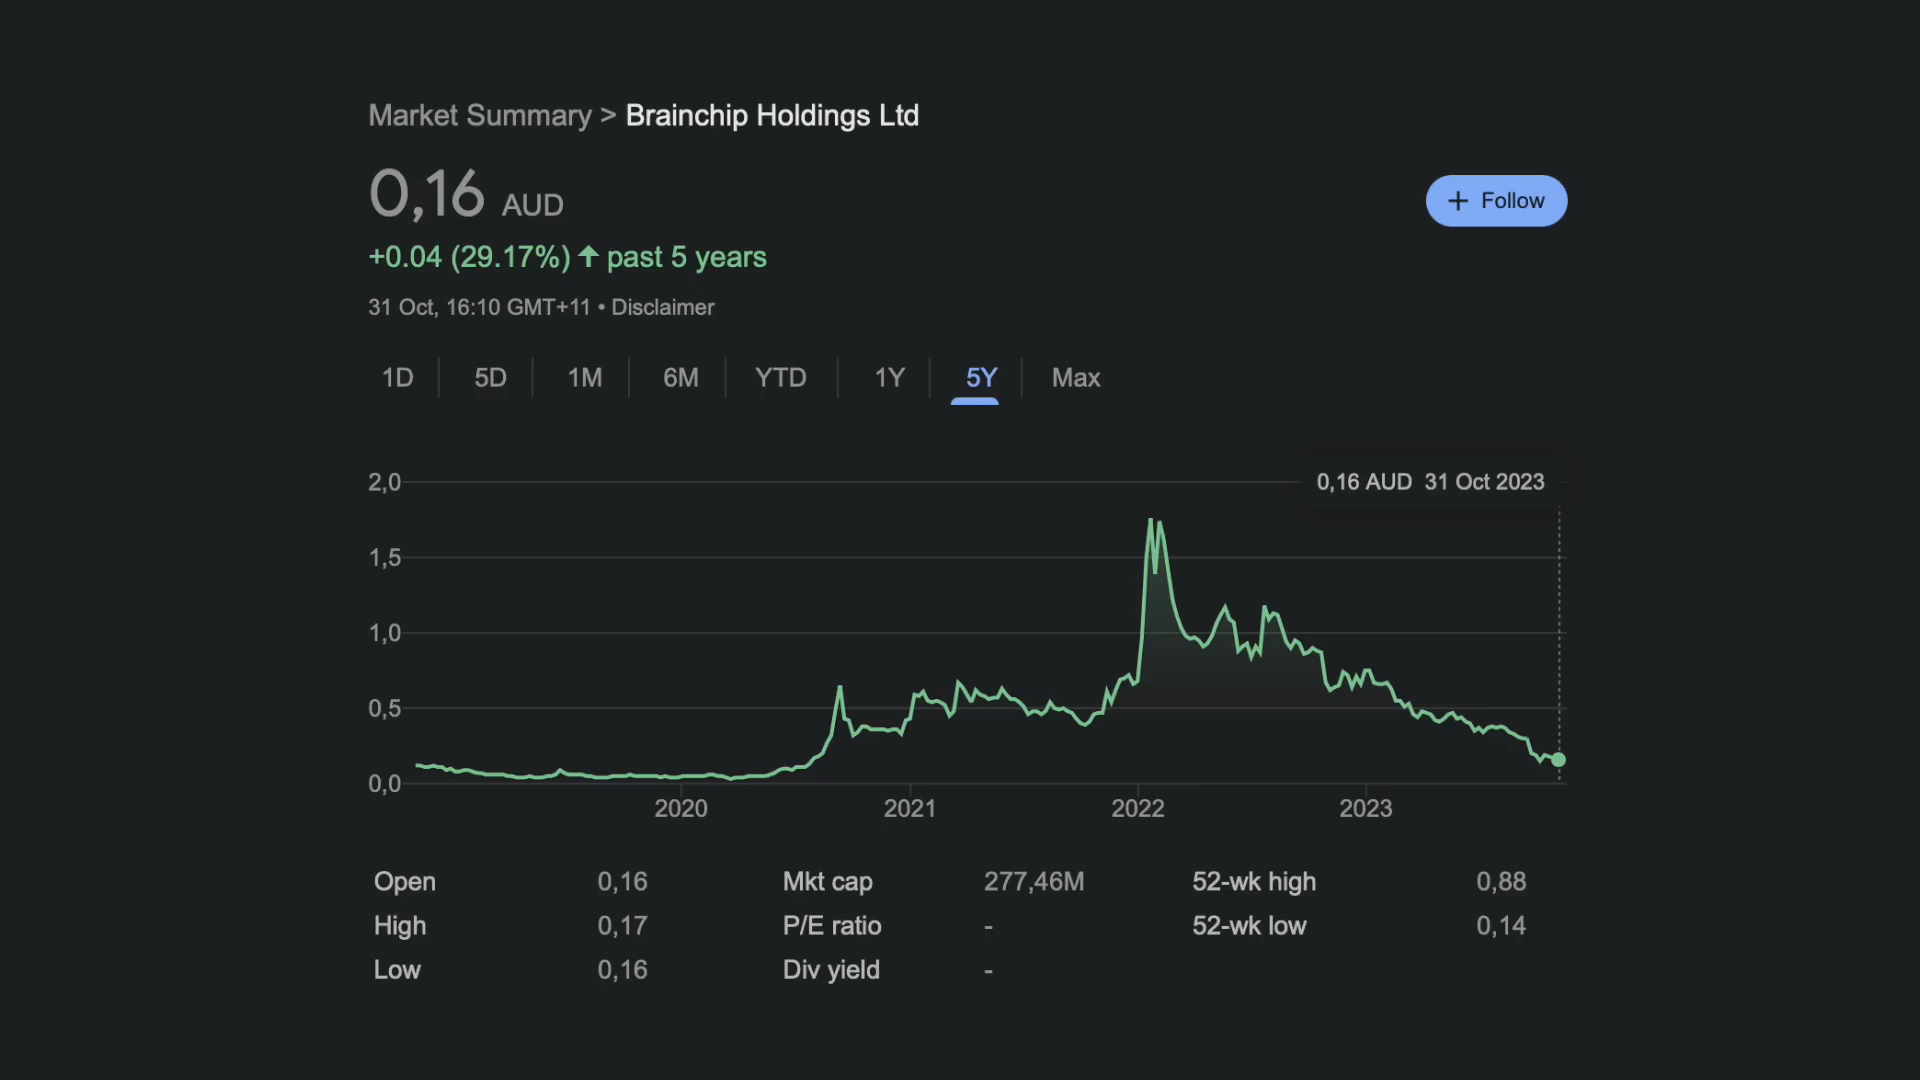 Market Summary > Brainchip Holdings Ltd
0,16 AUD
+ Follow
+0.04 (29.17%) ↑ past 5 years
31 Oct, 16:10 GMT+11 • Disclaimer
1D 5D 1M 6M YTD 1Y 5Y Max
0,16 AUD 31 Oct 2023
2,0
1,5
1,0
0,5
0,0
2020 2021 2022 2023
Open 0,16 Mkt cap 277,46M 52-wk high 0,88
High 0,17 P/E ratio - 52-wk low 0,14
Low 0,16 Div yield -